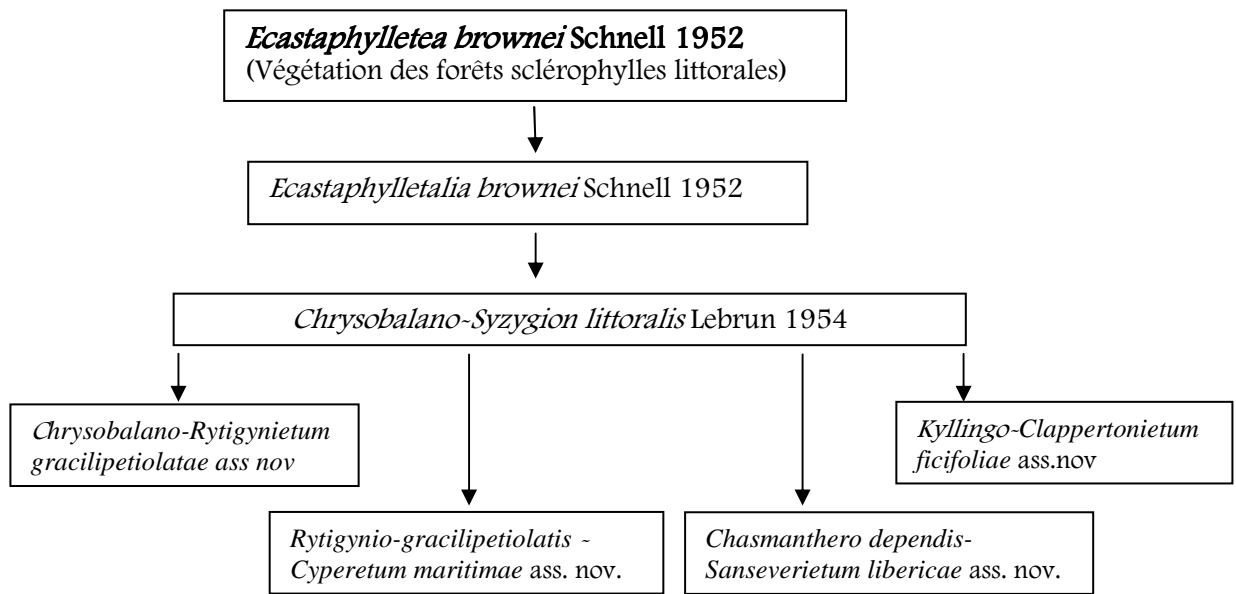 Ecastaphylletea brownei Schnell 1952
(Végétation des forêts sclérophylles littorales)
Ecastaphylletalia brownei Schnell 1952
Chrysobalano-Syzygion littoralis Lebrun 1954
Chrysobalano-Rytigynietum
gracilipetiolatae ass nov
Kyllingo-Clappertonietum
ficifoliae ass.nov
Rytigynio-gracilipetiolatis -
Cyperetum maritimae ass. nov.
Chasmanthero dependis-
Sanseverietum libericae ass. nov.